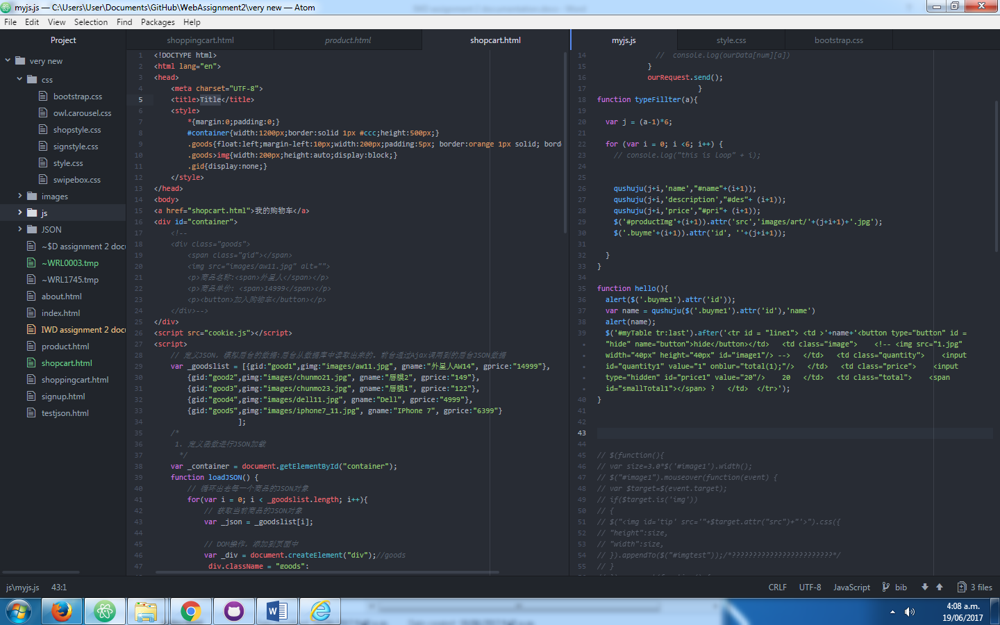 myjs.js — C:\Users\User\Documents\GitHub\WebAssignment2\very new — Atom
File Edit View Selection Find Packages Help
Project
very new
css
bootstrap.css
owl.carousel.css
shopstyle.css
signstyle.css
style.css
swipebox.css
images
js
JSON
~$D assignment 2 docu
~WRL0003.tmp
~WRL1745.tmp
about.html
index.html
IWD assignment 2 docu
product.html
shopcart.html
shoppingcart.html
signup.html
testjson.html
shoppingcart.html product.html shopcart.html
1 <!DOCTYPE html>
2 <html lang="en">
3 <head>
4 <meta charset="UTF-8">
5 <title>Title</title>
6 <style>
7 *{margin:0;padding:0;}
8 #container{width:1200px;border:solid 1px #ccc;height:500px;}
9 .goods{float:left;margin-left:10px;width:200px;padding:5px; border:orange 1px solid; bord
10 .goods>img{width:200px;height:auto;display:block;}
11 .gid{display:none;}
12 </style>
13 </head>
14 <body>
15 <a href="shopcart.html">我的购物车</a>
16 <div id="container">
17 <!--
18 <div class="goods">
19 <span class="gid"></span>
20 <img src="images/aw11.jpg" alt="">
21 <p>商品名称:<span>外星人</span></p>
22 <p>商品单价: <span>14999</span></p>
23 <p><button>加入购物车</button></p>
24 </div>-->
25 </div>
26 <script src="cookie.js"></script>
27 <script>
28 // 定义JSON，模拟后台的数据:后台从数据库中读取出来的，前台通过Ajax调用到的后台JSON数据
29 var _goodslist = [{gid:"good1",gimg:"images/aw11.jpg", gname:"外星人AW14", gprice:"14999"},
30 {gid:"good2",gimg:"images/chunmo21.jpg", gname:"唇膜2", gprice:"149"},
31 {gid:"good3",gimg:"images/chunmo23.jpg", gname:"唇膜1", gprice:"122"},
32 {gid:"good4",gimg:"images/dell11.jpg", gname:"Dell", gprice:"4999"},
33 {gid:"good5",gimg:"images/iphone7_11.jpg", gname:"IPhone 7", gprice:"6399"}
34 ];
35 /*
36 1. 定义函数进行JSON加载
37 */
38 var _container = document.getElementById("container");
39 function loadJSON() {
40 // 循环出去每一个商品的JSON对象
41 for(var i = 0; i < _goodslist.length; i++){
42 // 获取当前商品的JSON对象
43 var _json = _goodslist[i];
44
45 // DOM操作，添加到页面中
46 var _div = document.createElement("div");//goods
47 _div.className = "goods";
myjs.js style.css bootstrap.css
14 // console.log(ourData[num][a])
15 }
16 ourRequest.send();
17 }
18 function typeFillter(a){
19
20 var j = (a-1)*6;
21
22 for (var i = 0; i <6; i++) {
23 // console.log("this is loop" + i);
24
25
26 qushuju(j+i,'name',"#name"+(i+1));
27 qushuju(j+i,'description',"#des"+ (i+1));
28 qushuju(j+i,'price',"#pri"+ (i+1));
29 $('#productImg'+(i+1)).attr('src','images/art/'+(j+i+1)+'.jpg');
30 $('.buyme'+(i+1)).attr('id', ''+(j+i+1));
31
32 }
33 }
34
35 function hello(){
36 alert($('.buyme1').attr('id'));
37 var name = qushuju($('.buyme1').attr('id'),'name')
38 alert(name);
39 $('#myTable tr:last').after('<tr id = "line1"> <td >'+name+'<button type="button" id =
"hide" name="button">hide</button></td> <td class="image"> <!-- <img src="1.jpg"
width="40px" height="40px" id="image1"/> --> </td> <td class="quantity"> <input
id="quantity1" value="1" onblur="total(1);"/> </td> <td class="price"> <input
type="hidden" id="price1" value="20"/> 20 </td> <td class="total"> <span
id="smallTotal1"></span> ? </td> </tr>');
40 }
41
42
43
44
45 // $(function(){
46 // var size=3.0*$('#image1').width();
47 // $("#image1").mouseover(function(event) {
48 // var $target=$(event.target);
49 // if($target.is('img'))
50 // {
51 // $("<img id='tip' src='"+$target.attr("src")+"'>").css({
52 // "height":size,
53 // "width":size,
54 // }).appendTo($("#imgtest"));/*????????????????????????*/
55 // }
js\myjs.js 43:1 CRLF UTF-8 JavaScript bib 3 files
4:08 a.m.
19/06/2017